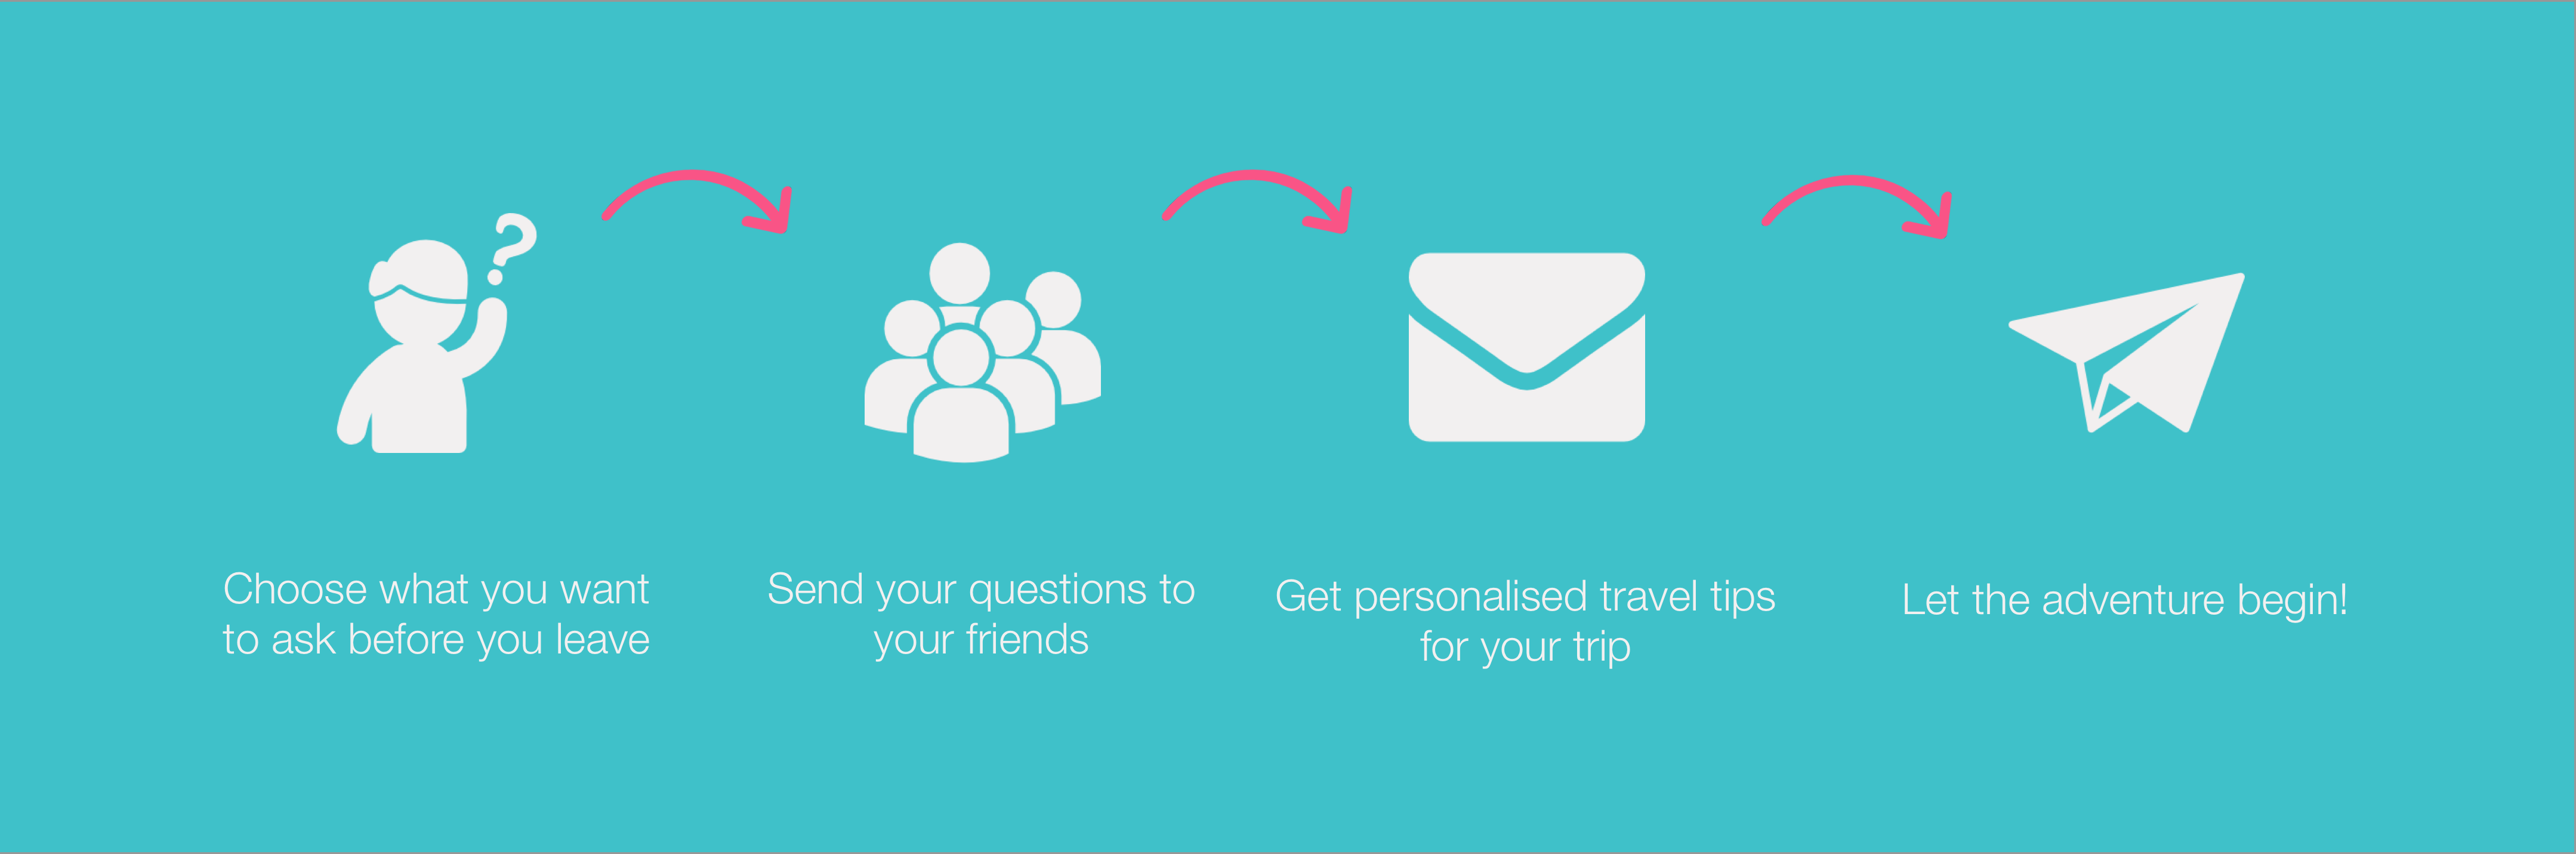 ?
Choose what you want
to ask before you leave
Send your questions to
your friends
Get personalised travel tips
for your trip
Let the adventure begin!